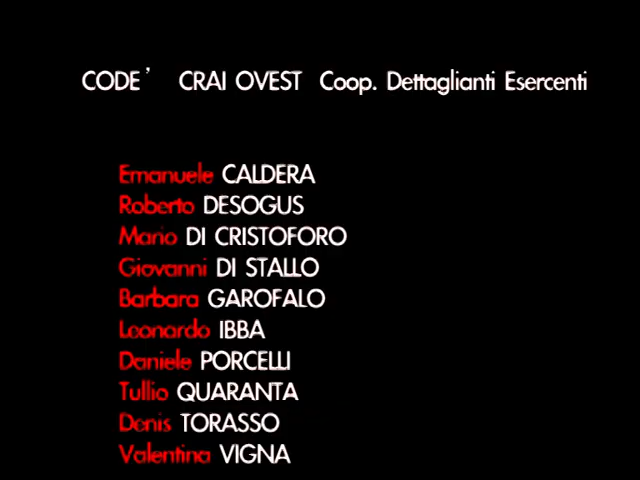 CODE' CRAI OVEST Coop. Dettaglianti Esercenti
Emanuele CALDERA
Roberto DESOGUS
Mario DI CRISTOFORO
Giovanni DI STALLO
Barbara GAROFALO
Leonardo IBBA
Daniele PORCELLI
Tullio QUARANTA
Denis TORASSO
Valentina VIGNA